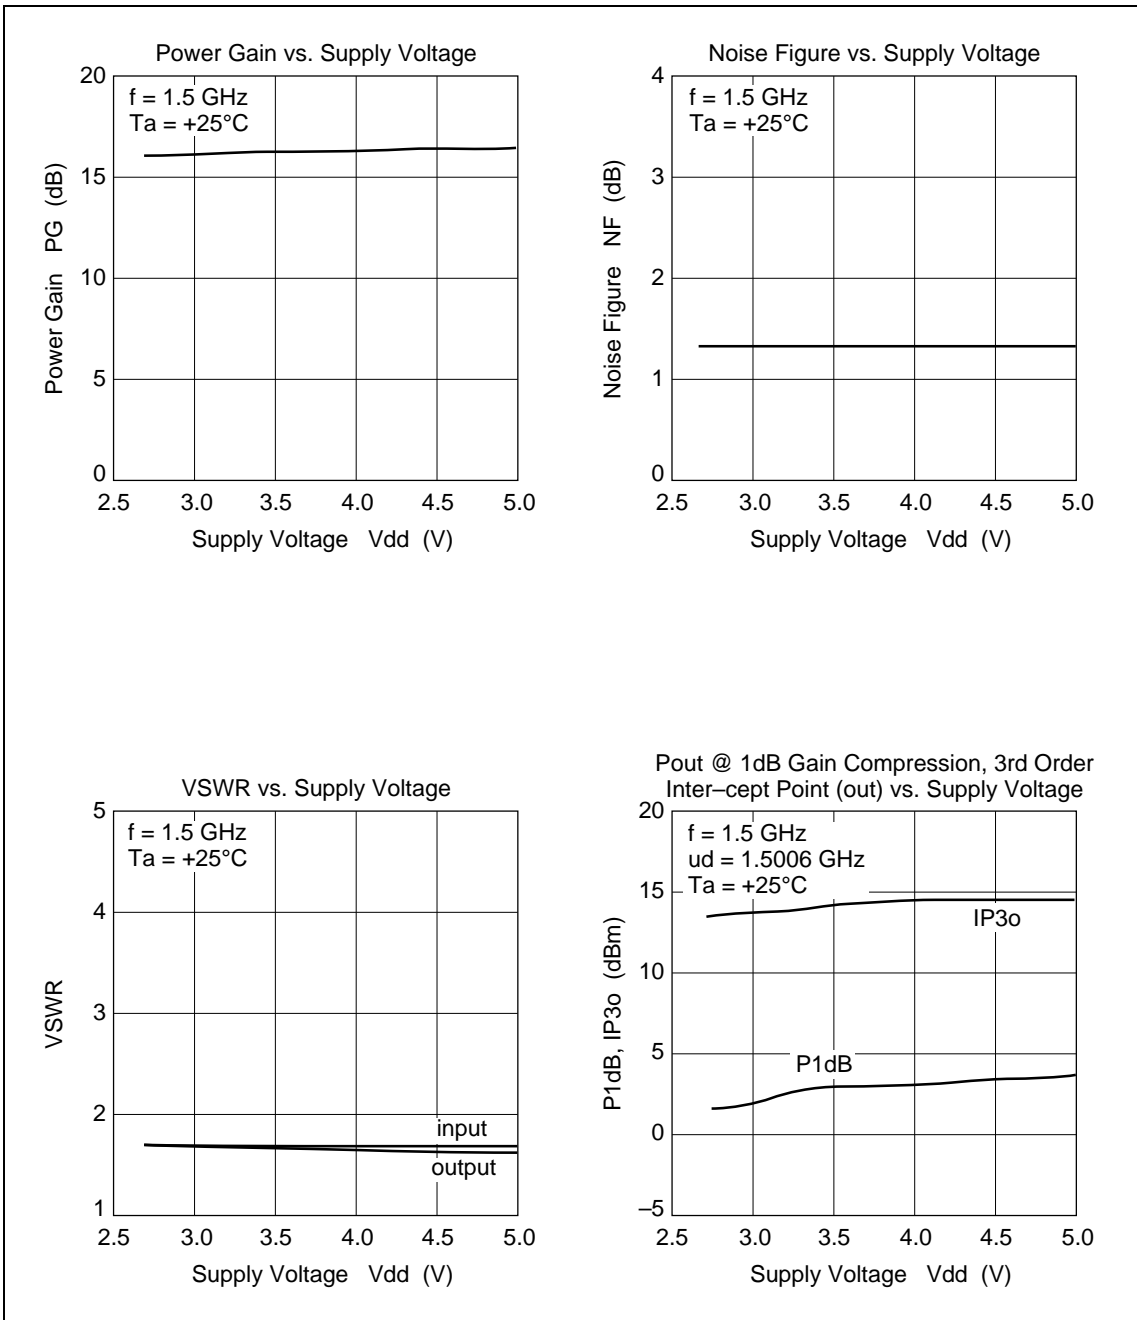 Power Gain vs. Supply Voltage
f = 1.5 GHz
Ta = +25°C
Power Gain PG (dB)
20
15
10
5
0
2.5 3.0 3.5 4.0 4.5 5.0
Supply Voltage Vdd (V)
Noise Figure vs. Supply Voltage
f = 1.5 GHz
Ta = +25°C
Noise Figure NF (dB)
4
3
2
1
0
2.5 3.0 3.5 4.0 4.5 5.0
Supply Voltage Vdd (V)
VSWR vs. Supply Voltage
f = 1.5 GHz
Ta = +25°C
VSWR
5
4
3
2
1
input
output
2.5 3.0 3.5 4.0 4.5 5.0
Supply Voltage Vdd (V)
Pout @ 1dB Gain Compression, 3rd Order
Inter–cept Point (out) vs. Supply Voltage
f = 1.5 GHz
ud = 1.5006 GHz
Ta = +25°C
P1dB, IP3o (dBm)
20
15
10
5
0
–5
IP3o
P1dB
2.5 3.0 3.5 4.0 4.5 5.0
Supply Voltage Vdd (V)